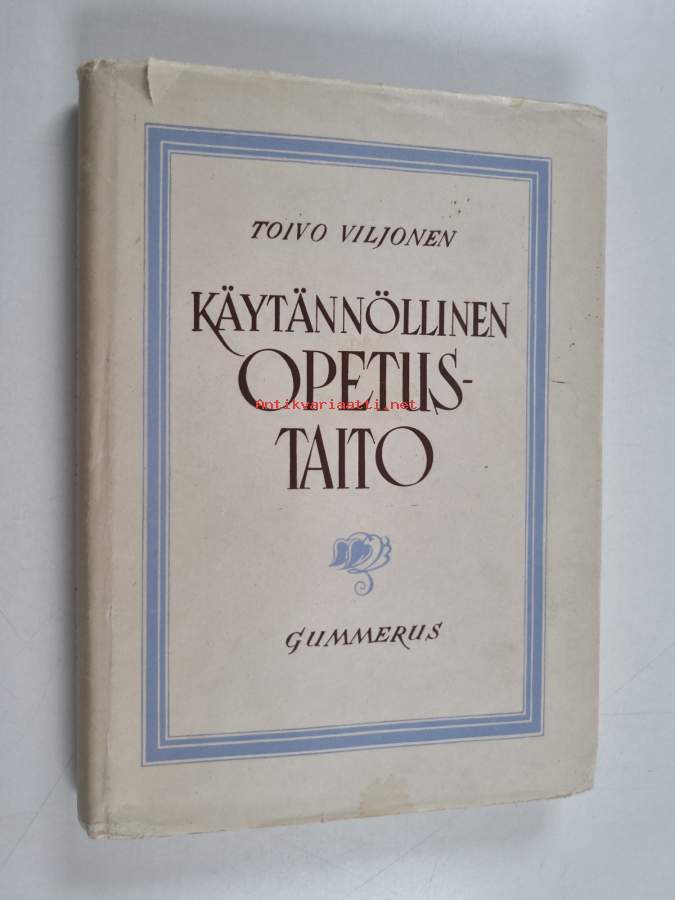 TOIVO VILJONEN
KÄYTÄNNÖLLINEN
OPETUS-
Antikvariaatti.net
TAITO
GUMMERUS